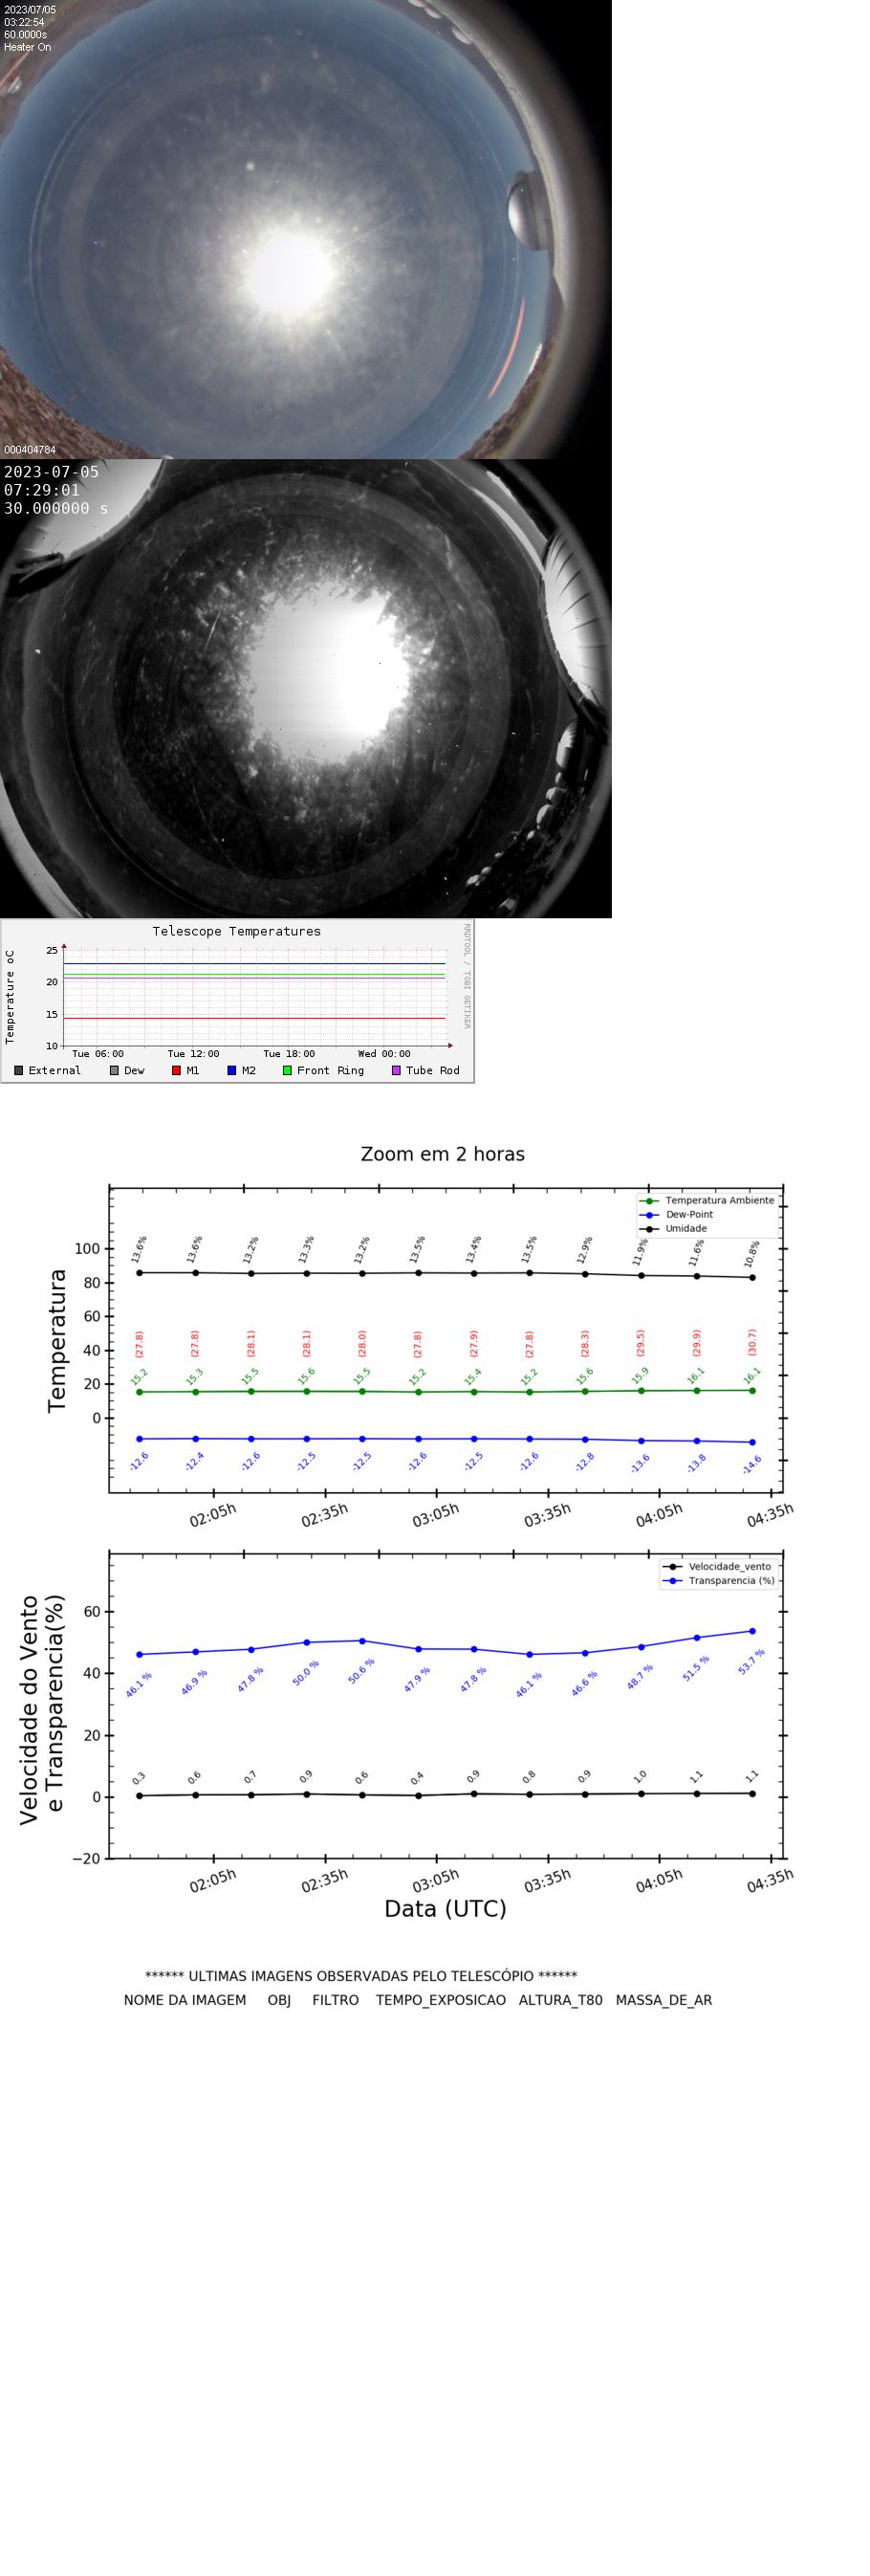 2023/07/05
03:22:54
60.0000s
Heater On
000404784
2023-07-05
07:29:01
30.000000 s
Telescope Temperatures
RRDTOOL / TOBI OETIKER
Temperature oC
25
20
15
10
Tue 06:00 Tue 12:00 Tue 18:00 Wed 00:00
External Dew M1 M2 Front Ring Tube Rod
Zoom em 2 horas
Temperatura Ambiente
Dew-Point
Umidade
Temperatura
100
80
60
40
20
0
13.6% 13.6% 13.2% 13.3% 13.2% 13.5% 13.4% 13.5% 12.9% 11.9% 11.6% 10.8%
(27.8) (27.8) (28.1) (28.1) (28.0) (27.8) (27.9) (27.8) (28.3) (29.5) (29.9) (30.7)
15.2 15.3 15.5 15.6 15.5 15.2 15.4 15.2 15.6 15.9 16.1 16.1
-12.6 -12.4 -12.6 -12.5 -12.5 -12.6 -12.5 -12.6 -12.8 -13.6 -13.8 -14.6
02:05h 02:35h 03:05h 03:35h 04:05h 04:35h
Velocidade_vento
Transparencia (%)
Velocidade do Vento
e Transparencia(%)
60
40
20
0
−20
46.1 % 46.9 % 47.8 % 50.0 % 50.6 % 47.9 % 47.8 % 46.1 % 46.6 % 48.7 % 51.5 % 53.7 %
0.3 0.6 0.7 0.9 0.6 0.4 0.9 0.8 0.9 1.0 1.1 1.1
02:05h 02:35h 03:05h 03:35h 04:05h 04:35h
Data (UTC)
****** ULTIMAS IMAGENS OBSERVADAS PELO TELESCÓPIO ******
NOME DA IMAGEM OBJ FILTRO TEMPO_EXPOSICAO ALTURA_T80 MASSA_DE_AR